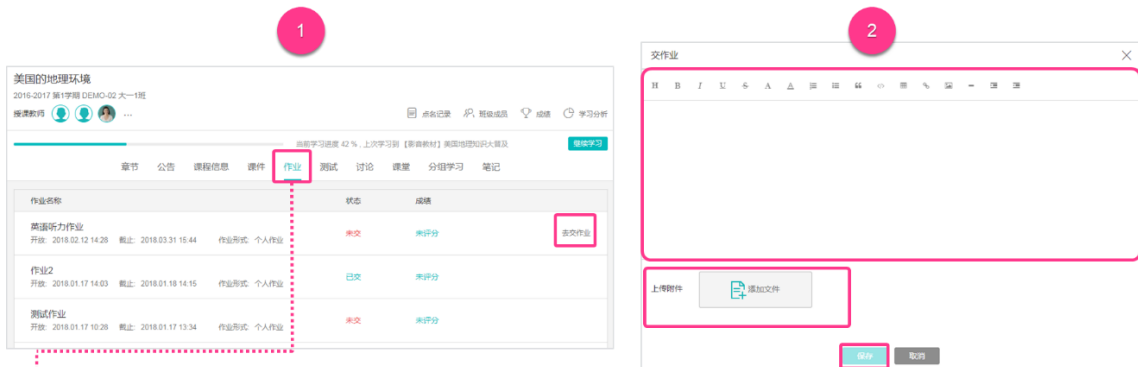 1
美国的地理环境
2016-2017 第1学期 DEMO-02 大一1班
授课教师 ...
点名记录 班级成员 成绩 学习分析
当前学习进度 42 % , 上次学习到 美国地理知识大普及 继续学习
章节 公告 课程信息 课件 作业 测试 讨论 课堂 分组学习 笔记
作业名称 状态 成绩
英语听力作业 未交 未评分 去交作业
开放: 2018.02.12 14:28 截止: 2018.03.31 15:44 作业形式: 个人作业
作业2 已交 未评分
开放: 2018.01.17 14:03 截止: 2018.01.18 14:15 作业形式: 个人作业
测试作业 未交 未评分
开放: 2018.01.17 10:28 截止: 2018.01.17 13:34 作业形式: 个人作业
2
交作业
H B I U S A A
上传附件 添加文件
保存 取消